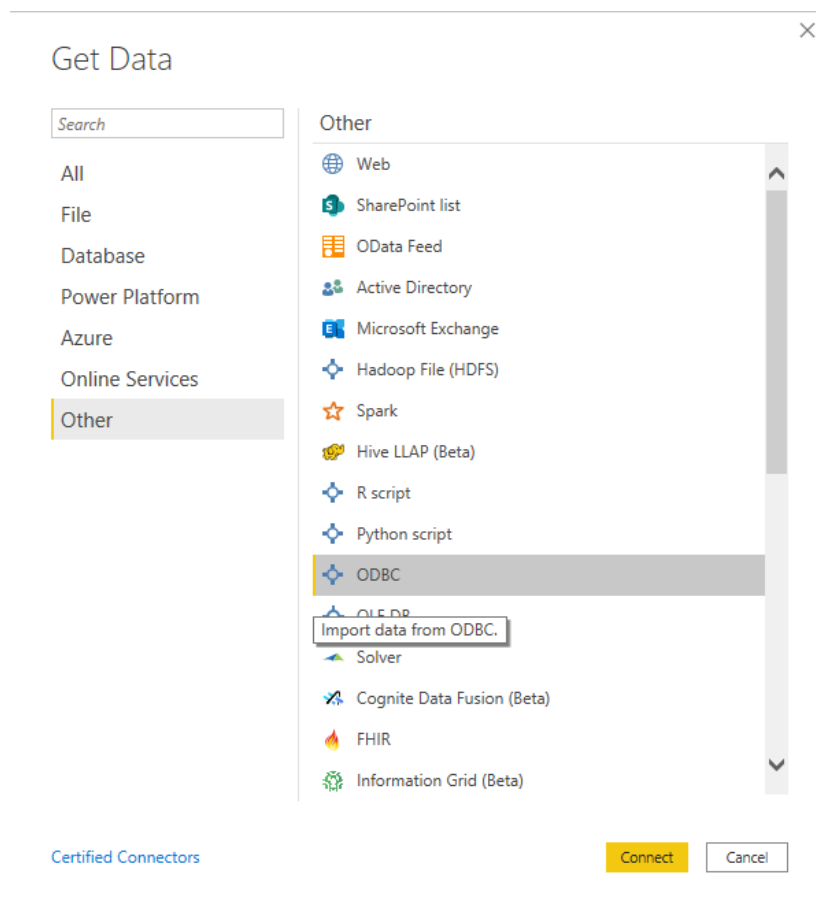 Get Data
Search
All
File
Database
Power Platform
Azure
Online Services
Other
Other
Web
SharePoint list
OData Feed
Active Directory
Microsoft Exchange
Hadoop File (HDFS)
Spark
Hive LLAP (Beta)
R script
Python script
ODBC
OLE DB
Import data from ODBC.
Solver
Cognite Data Fusion (Beta)
FHIR
Information Grid (Beta)
Certified Connectors
Connect
Cancel